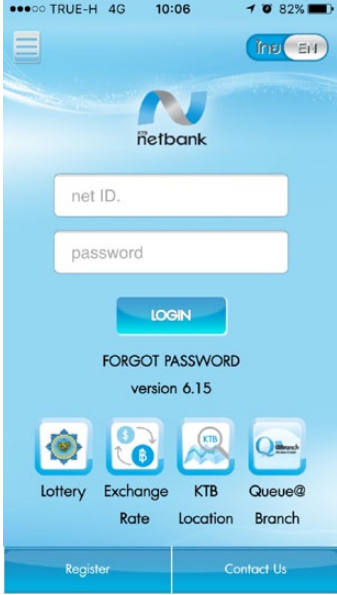 TRUE-H 4G 10:06 82%
ไทย EN
KTB
netbank
net ID.
password
LOGIN
FORGOT PASSWORD
version 6.15
KTB
Lottery Exchange Rate KTB Location Queue@ Branch
Register Contact Us